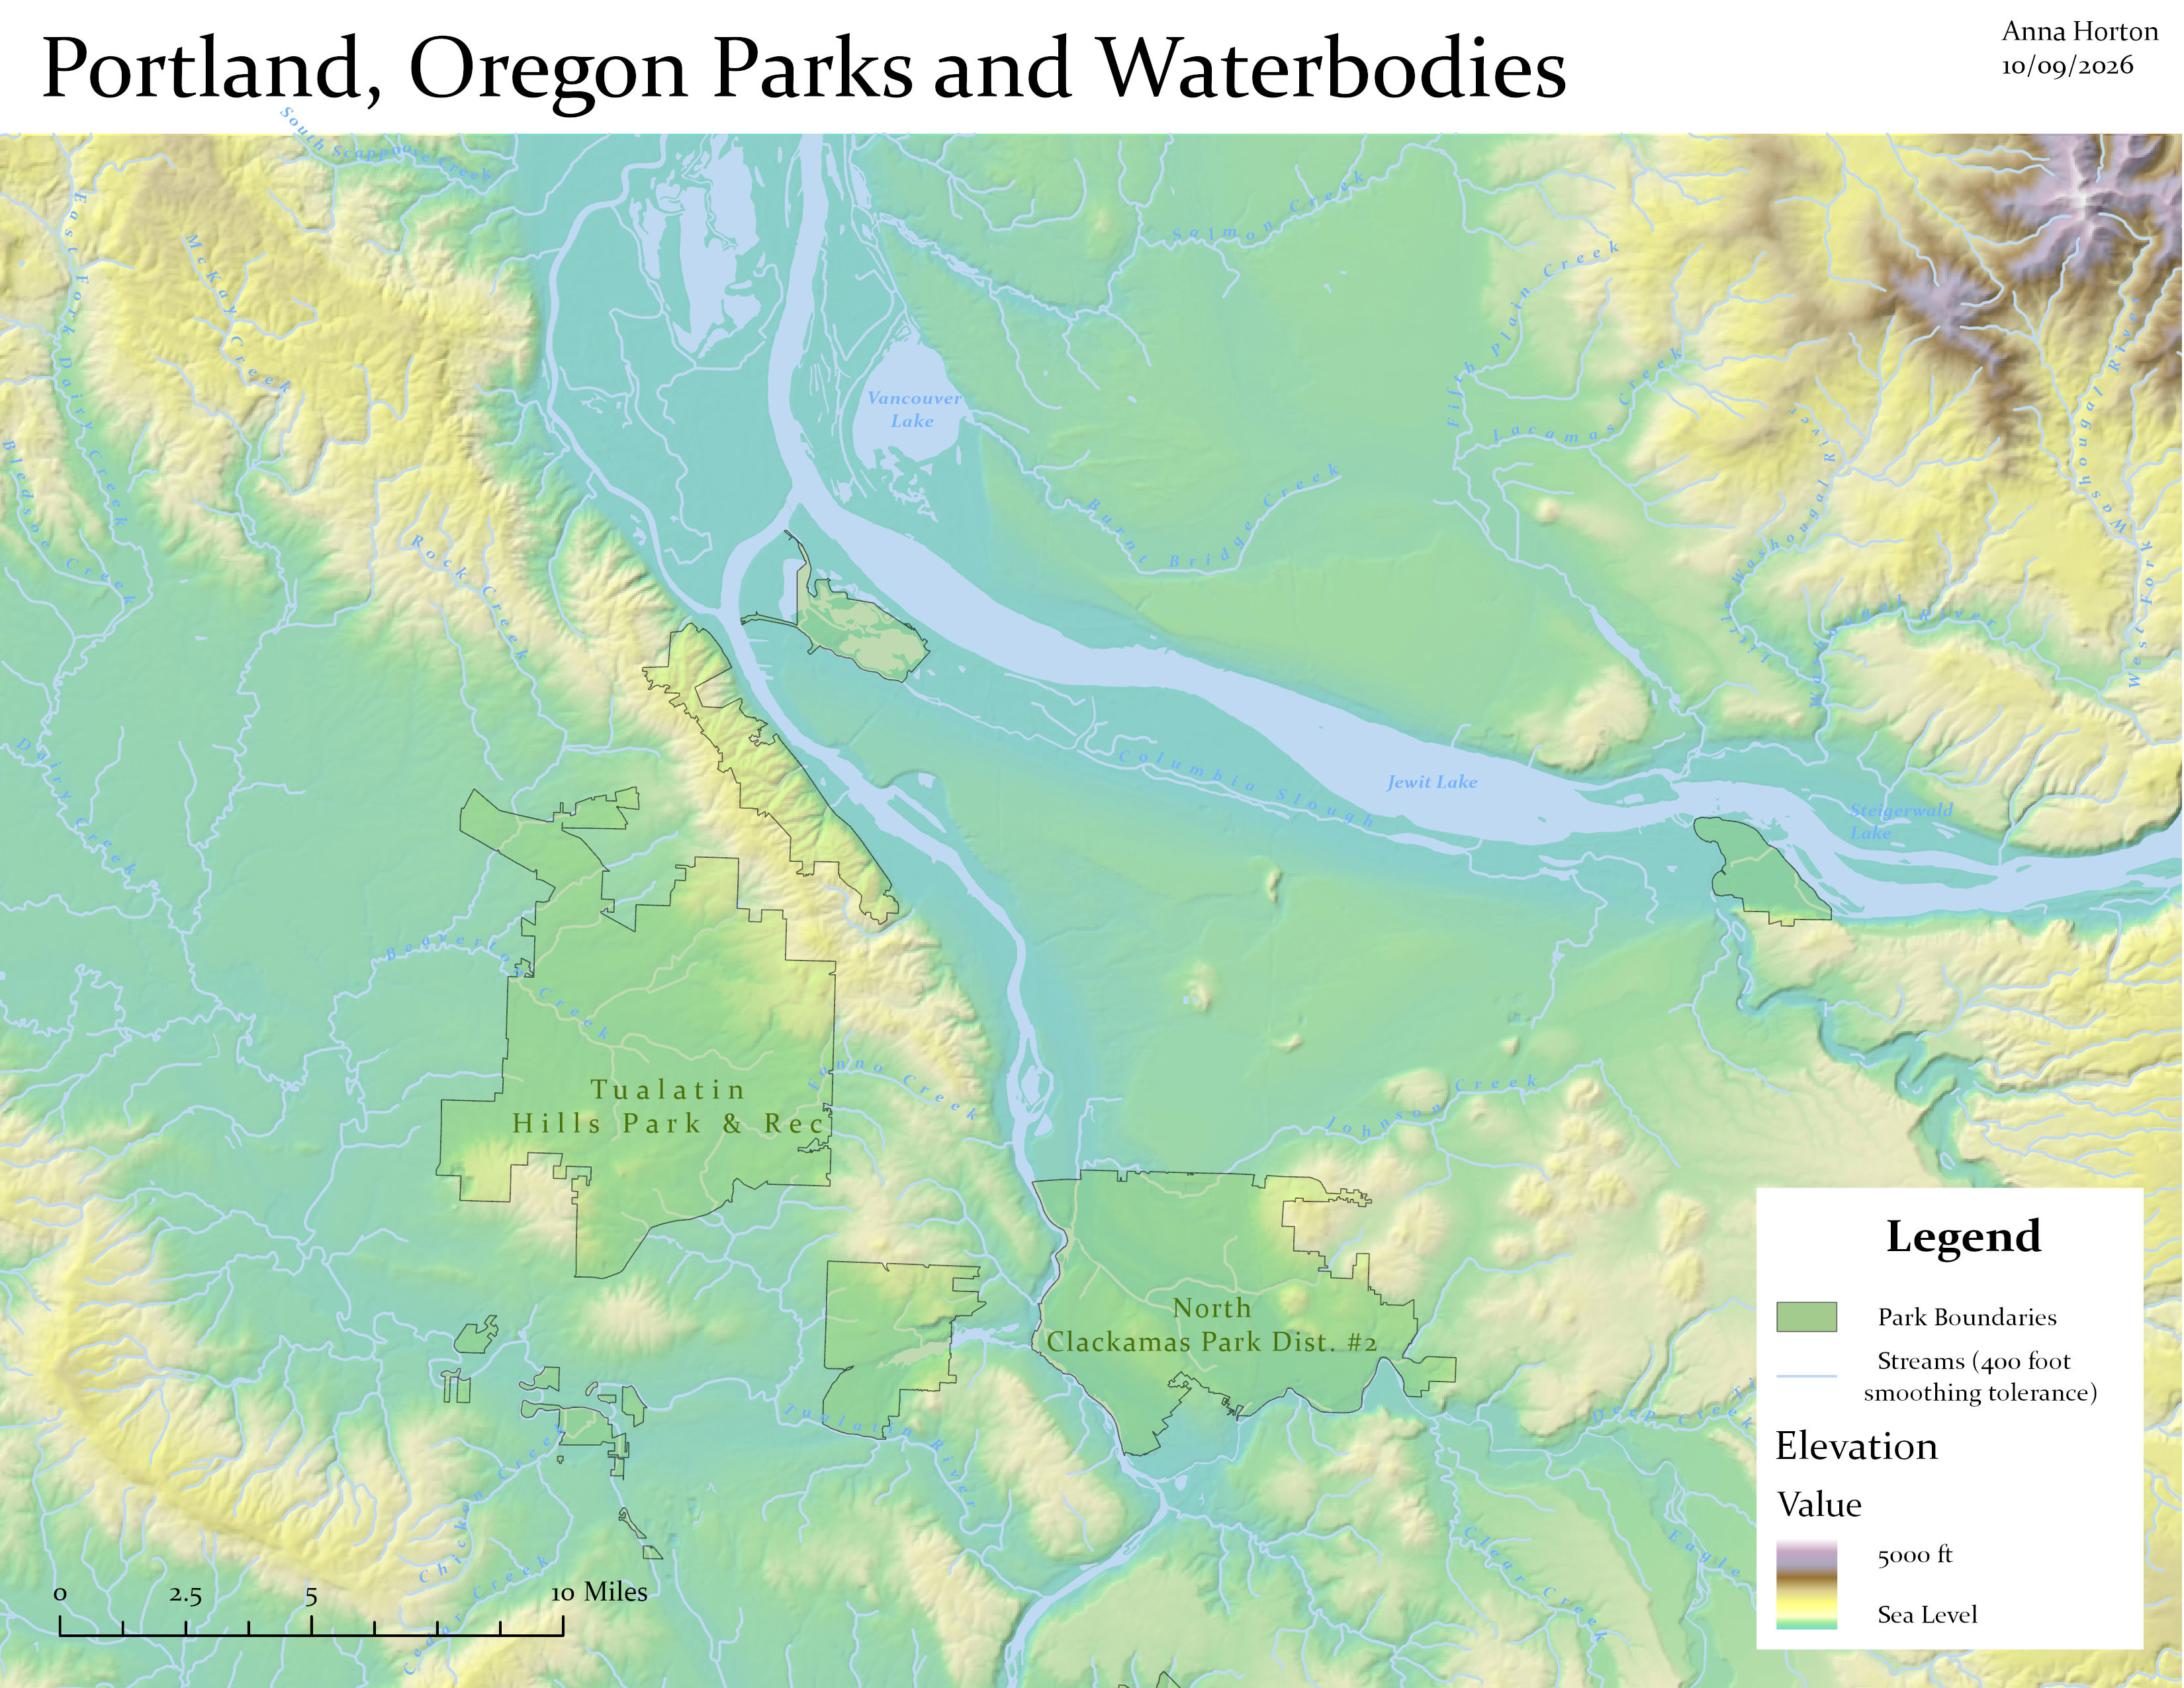 Portland, Oregon Parks and Waterbodies
Anna Horton
10/09/2026
South Scappoose Creek
East Fork Dairy Creek
McKay Creek
Salmon Creek
Fifth Plain Creek
Lacamas Creek
Vancouver
Lake
Bledsoe Creek
Rock Creek
Burnt Bridge Creek
Little Washougal River
Washougal River
West Fork Washougal River
Dairy Creek
Columbia Slough
Jewit Lake
Steigerwald
Lake
Beaverton Creek
Fanno Creek
Johnson Creek
Tualatin
Hills Park & Rec
North
Clackamas Park Dist. #2
Tualatin River
Chicken Creek
Cedar Creek
Deep Creek
Ti
Clear Creek
Eagle
Legend
Park Boundaries
Streams (400 foot
smoothing tolerance)
Elevation
Value
5000 ft
Sea Level
0 2.5 5 10 Miles